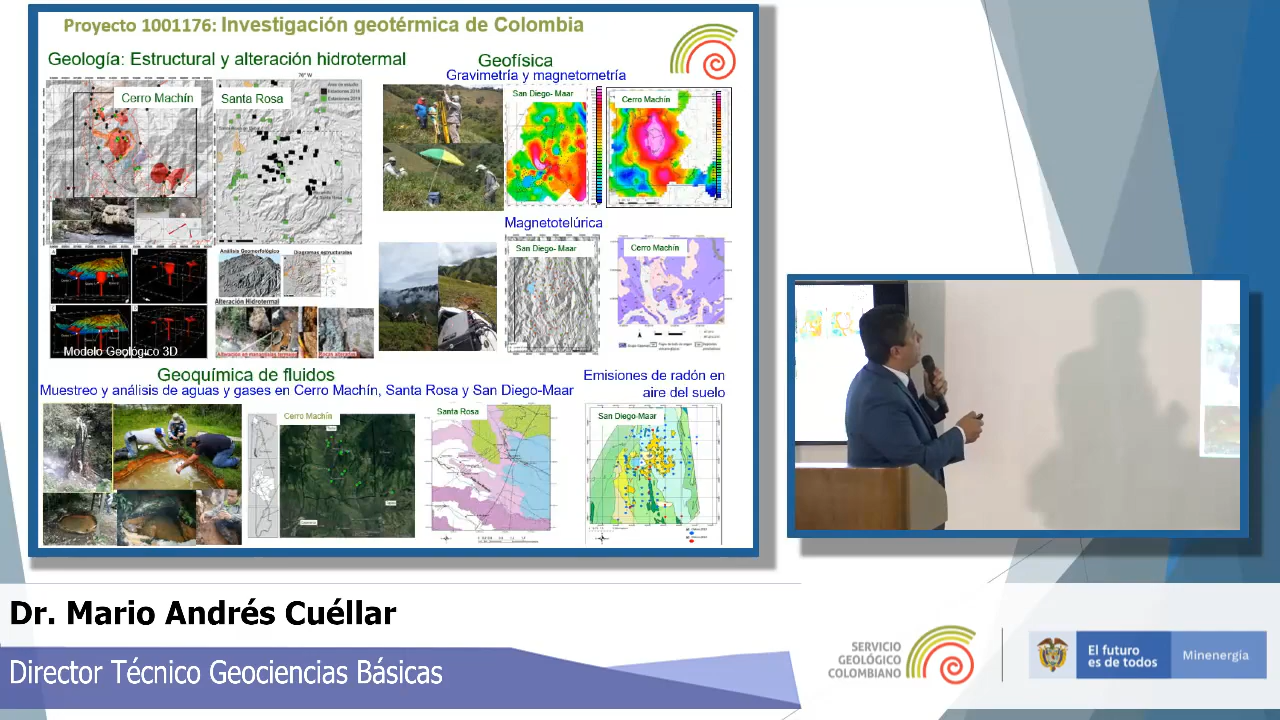 Proyecto 1001176: Investigación geotérmica de Colombia
Geología: Estructural y alteración hidrotermal
Geofísica
Gravimetría y magnetometría
Cerro Machín
Santa Rosa
San Diego- Maar
Cerro Machín
Magnetotelúrica
San Diego- Maar
Cerro Machín
Análisis Geomorfológico
Diagramas estructurales
Alteración Hidrotermal
Modelo Geológico 3D
Geoquímica de fluidos
Muestreo y análisis de aguas y gases en Cerro Machín, Santa Rosa y San Diego-Maar
Emisiones de radón en
aire del suelo
Cerro Machín
Santa Rosa
San Diego-Maar
Dr. Mario Andrés Cuéllar
Director Técnico Geociencias Básicas
SERVICIO
GEOLÓGICO
COLOMBIANO
El futuro
es de todos
Minenergía